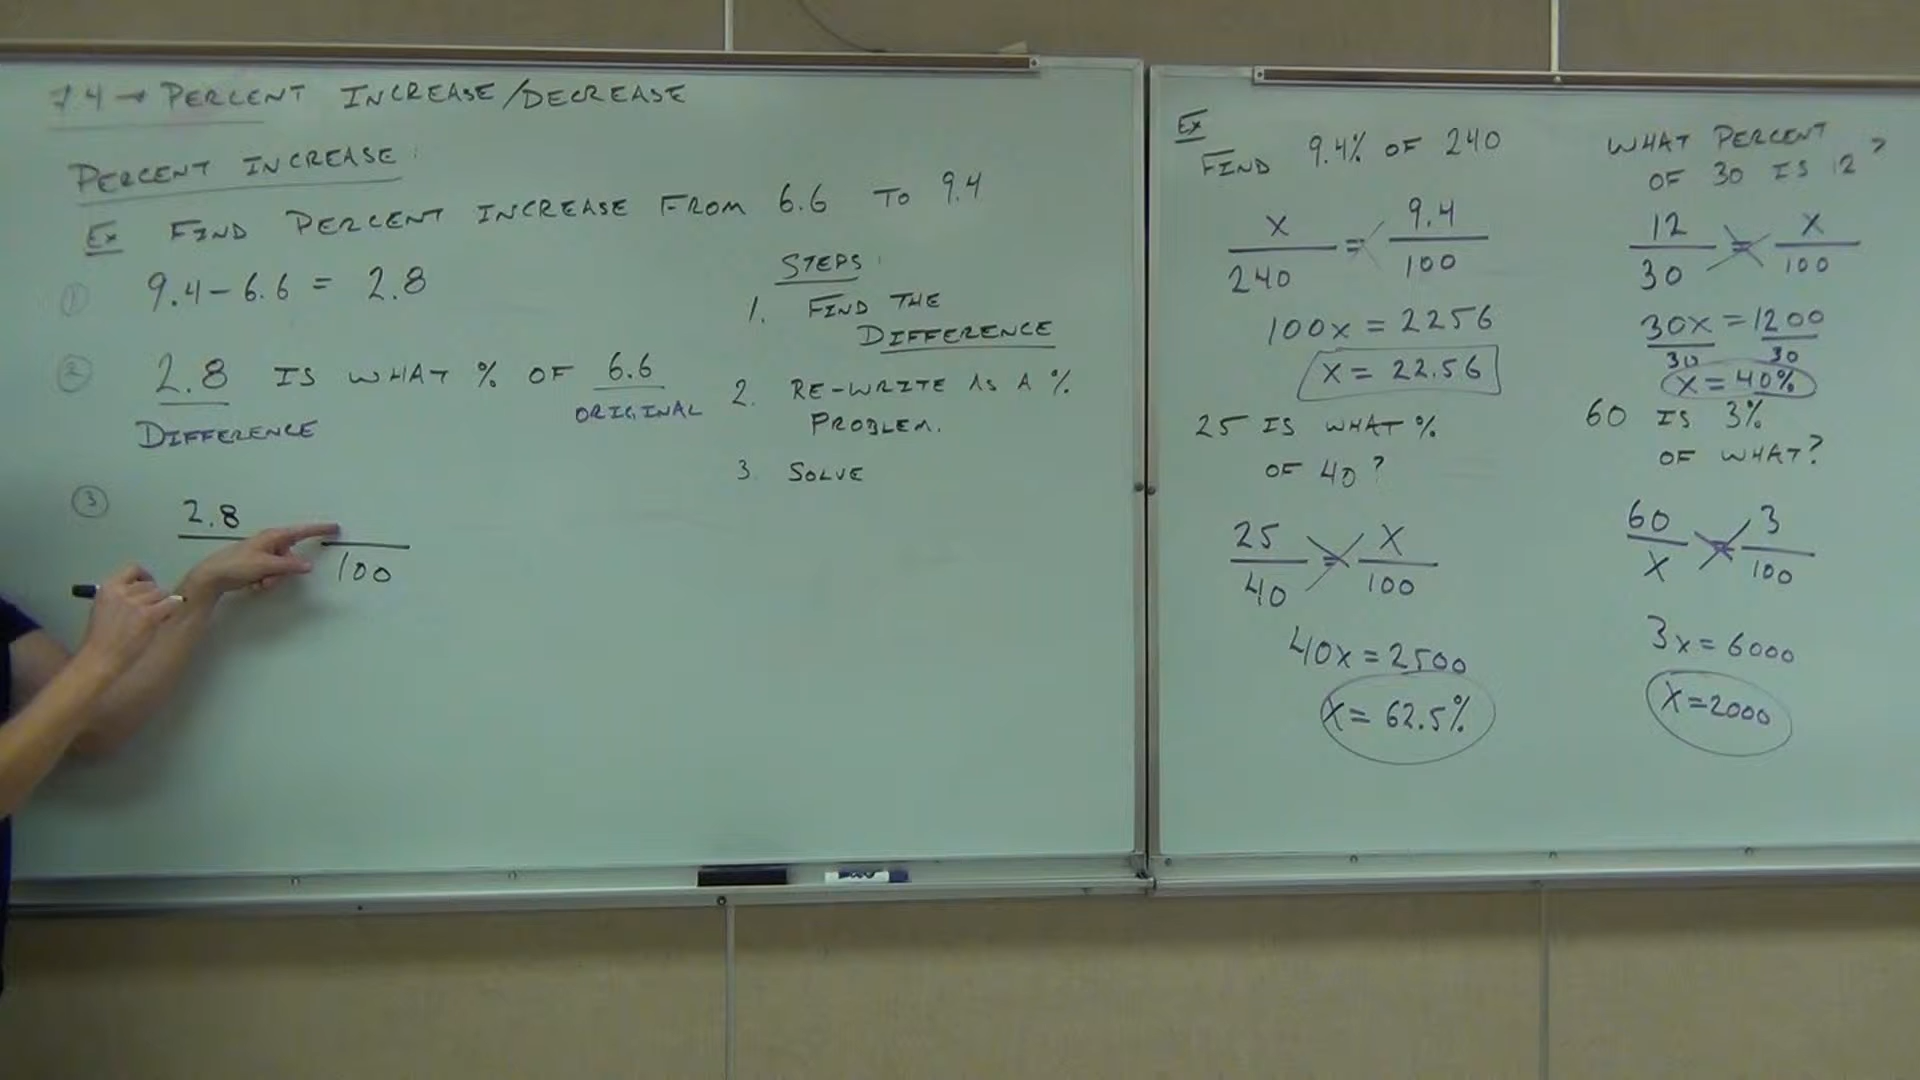 7.4 → PERCENT INCREASE/DECREASE
PERCENT INCREASE:
Ex FIND PERCENT INCREASE FROM 6.6 TO 9.4
① 9.4 - 6.6 = 2.8
② 2.8 IS WHAT % OF 6.6
DIFFERENCE ORIGINAL
③ 2.8
100
STEPS:
1. FIND THE
DIFFERENCE
2. RE-WRITE AS A %
PROBLEM.
3. SOLVE
Ex
FIND 9.4% OF 240
x/240 = 9.4/100
100x = 2256
x = 22.56
25 IS WHAT %
OF 40?
25/40 = x/100
40x = 2500
x = 62.5%
WHAT PERCENT
OF 30 IS 12?
12/30 = x/100
30x = 1200
30 30
x = 40%
60 IS 3%
OF WHAT?
60/x = 3/100
3x = 6000
x = 2000